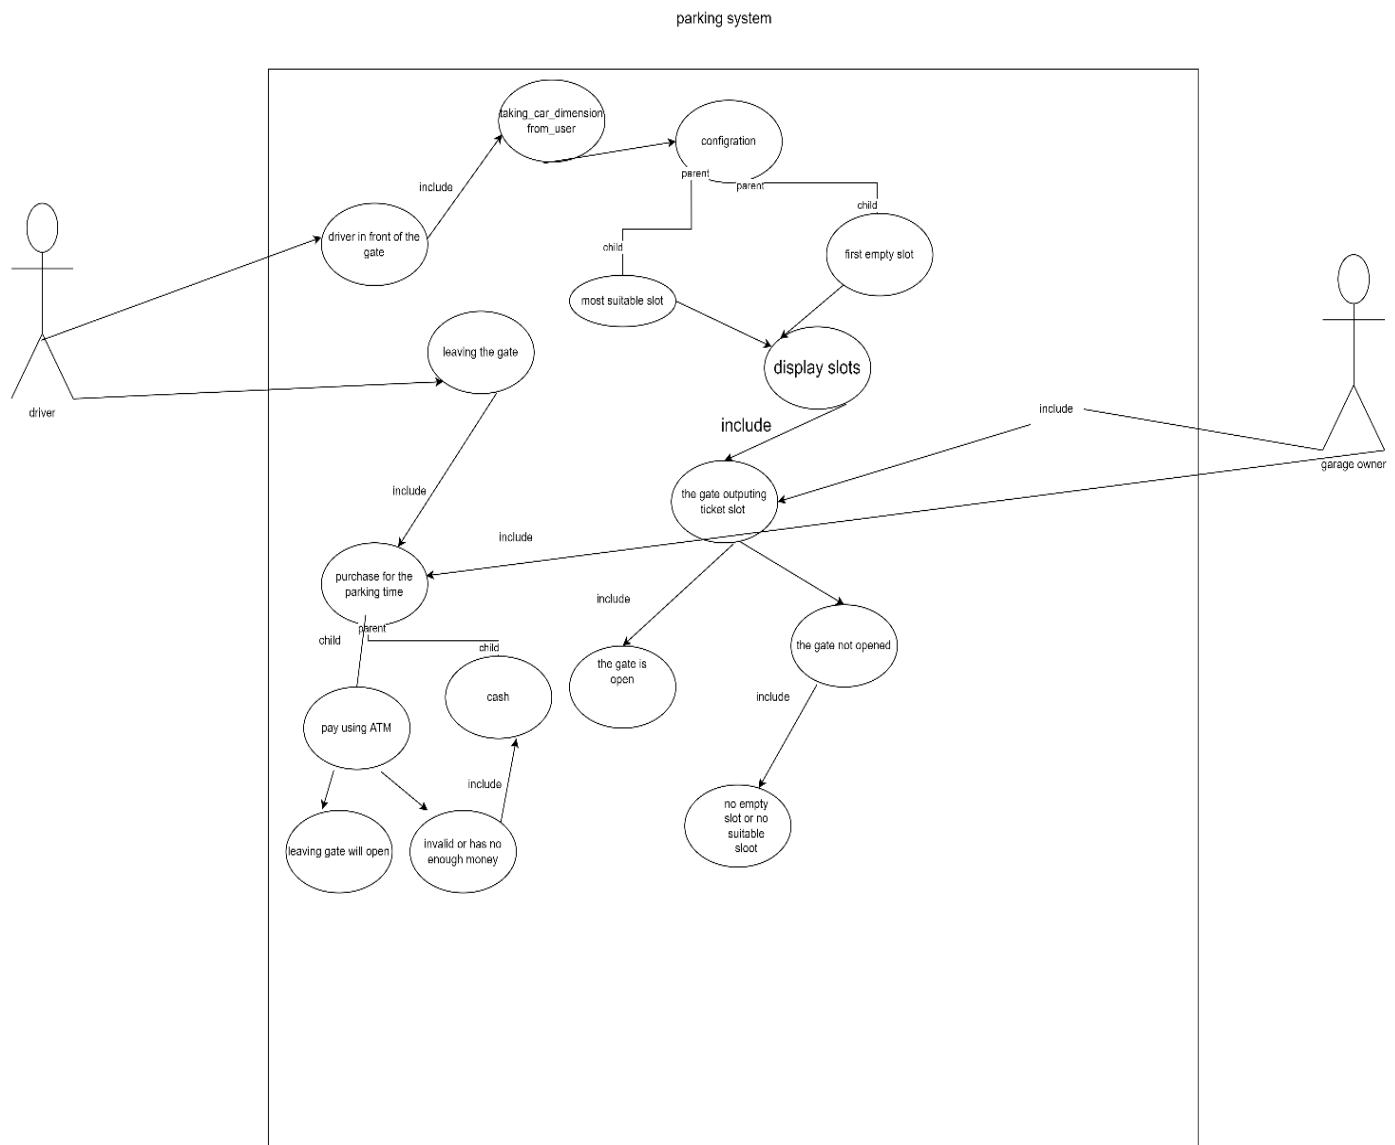 parking system
taking_car_dimension
from_user
configration
parent
parent
include
child
driver in front of the
gate
child
first empty slot
most suitable slot
leaving the gate
display slots
driver
include
include
garage owner
include
the gate outputing
ticket slot
include
purchase for the
parking time
include
parent
child
child
the gate not opened
the gate is
open
cash
include
pay using ATM
include
no empty
slot or no
suitable
sloot
leaving gate will open
invalid or has no
enough money